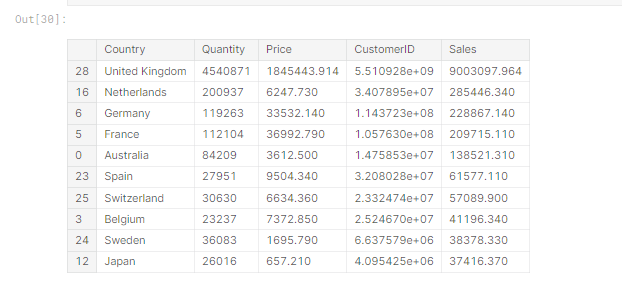 Out[30]:
Country Quantity Price CustomerID Sales
28 United Kingdom 4540871 1845443.914 5.510928e+09 9003097.964
16 Netherlands 200937 6247.730 3.407895e+07 285446.340
6 Germany 119263 33532.140 1.143723e+08 228867.140
5 France 112104 36992.790 1.057630e+08 209715.110
0 Australia 84209 3612.500 1.475853e+07 138521.310
23 Spain 27951 9504.340 3.208028e+07 61577.110
25 Switzerland 30630 6634.360 2.332474e+07 57089.900
3 Belgium 23237 7372.850 2.524670e+07 41196.340
24 Sweden 36083 1695.790 6.637579e+06 38378.330
12 Japan 26016 657.210 4.095425e+06 37416.370